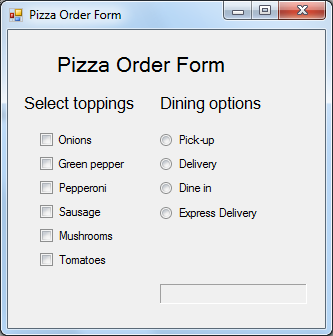 Pizza Order Form
Pizza Order Form
Select toppings
Onions
Green pepper
Pepperoni
Sausage
Mushrooms
Tomatoes
Dining options
Pick-up
Delivery
Dine in
Express Delivery